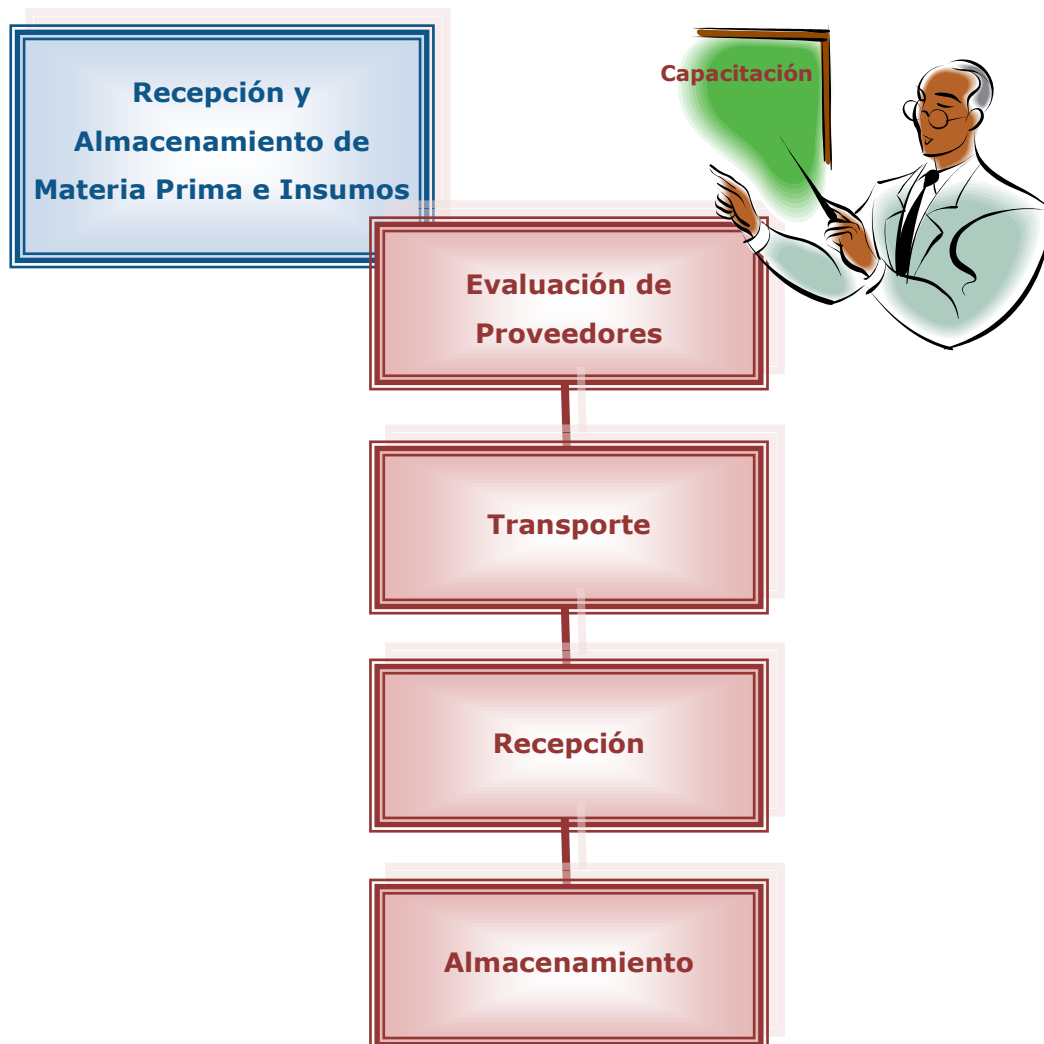 Recepción y
Almacenamiento de
Materia Prima e Insumos
Capacitación
Evaluación de
Proveedores
Transporte
Recepción
Almacenamiento